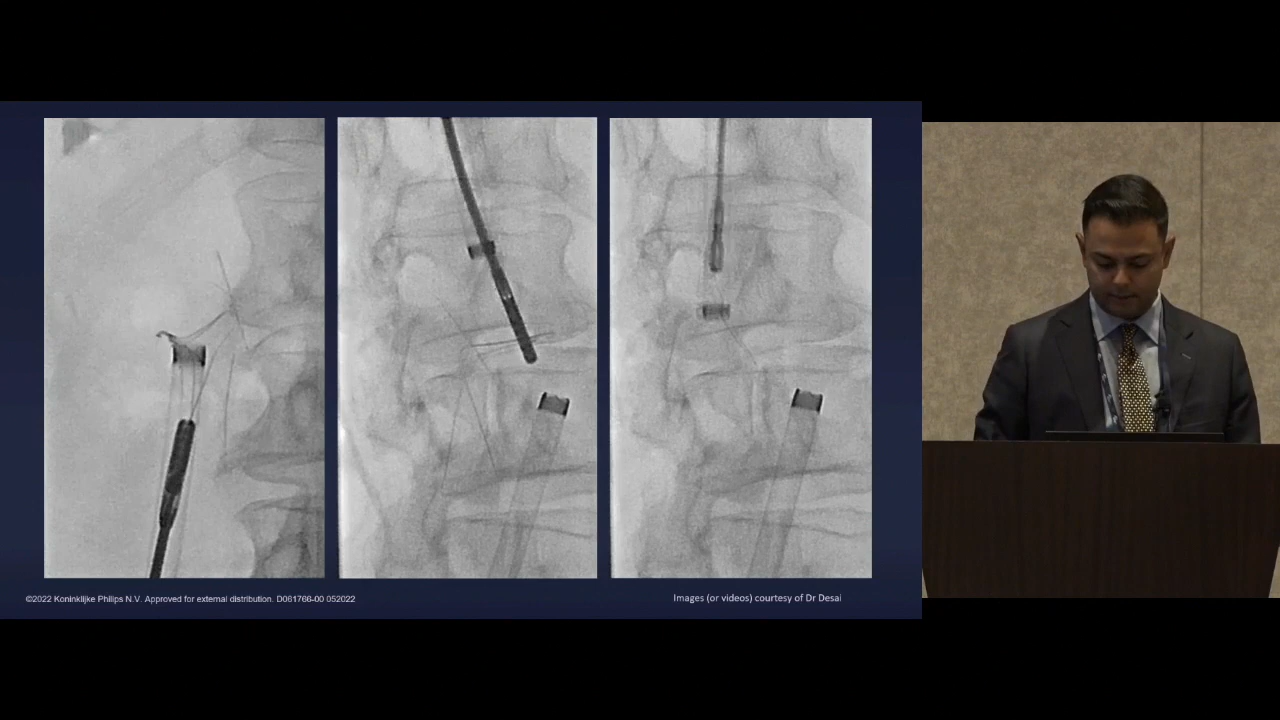 ©2022 Koninklijke Philips N.V. Approved for external distribution. D061766-00 052022
Images (or videos) courtesy of Dr Desai